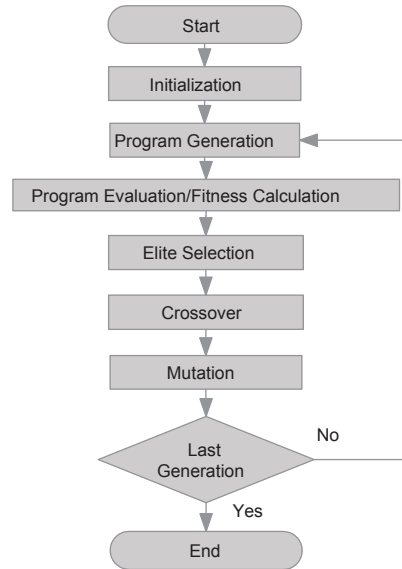 Start
Initialization
Program Generation
Program Evaluation/Fitness Calculation
Elite Selection
Crossover
Mutation
Last
Generation
No
Yes
End